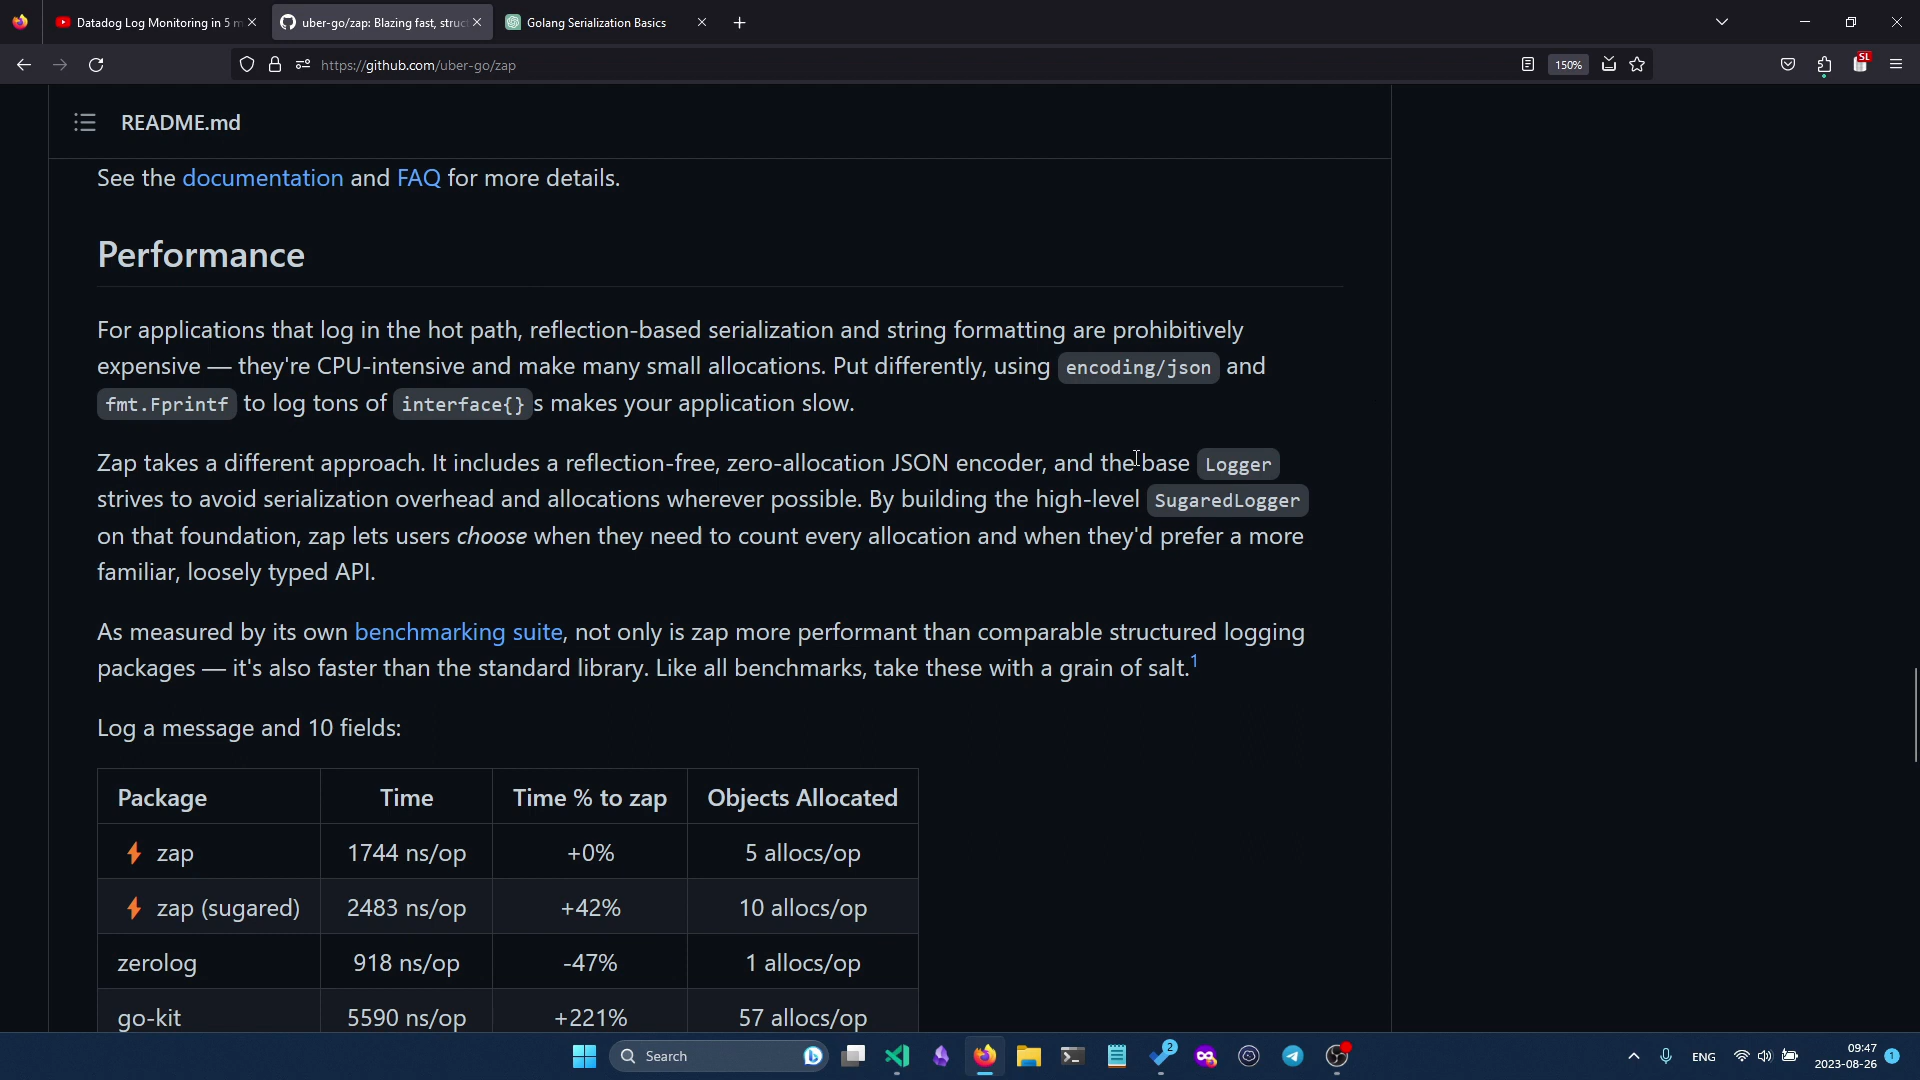 Datadog Log Monitoring in 5 m
uber-go/zap: Blazing fast, struc
Golang Serialization Basics
https://github.com/uber-go/zap
150%
SL
README.md
See the documentation and FAQ for more details.
Performance
For applications that log in the hot path, reflection-based serialization and string formatting are prohibitively
expensive — they're CPU-intensive and make many small allocations. Put differently, using encoding/json and
fmt.Fprintf to log tons of interface{}s makes your application slow.
Zap takes a different approach. It includes a reflection-free, zero-allocation JSON encoder, and the base Logger
strives to avoid serialization overhead and allocations wherever possible. By building the high-level SugaredLogger
on that foundation, zap lets users choose when they need to count every allocation and when they'd prefer a more
familiar, loosely typed API.
As measured by its own benchmarking suite, not only is zap more performant than comparable structured logging
packages — it's also faster than the standard library. Like all benchmarks, take these with a grain of salt.1
Log a message and 10 fields:
Package Time Time % to zap Objects Allocated
⚡ zap 1744 ns/op +0% 5 allocs/op
⚡ zap (sugared) 2483 ns/op +42% 10 allocs/op
zerolog 918 ns/op -47% 1 allocs/op
go-kit 5590 ns/op +221% 57 allocs/op
Search
2
ENG
09:47
2023-08-26
1